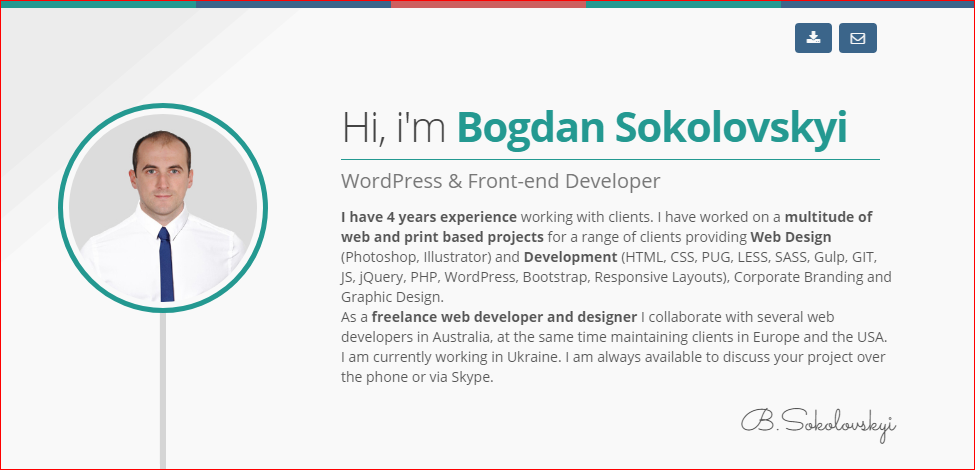 Hi, i'm Bogdan Sokolovskyi
WordPress & Front-end Developer
I have 4 years experience working with clients. I have worked on a multitude of
web and print based projects for a range of clients providing Web Design
(Photoshop, Illustrator) and Development (HTML, CSS, PUG, LESS, SASS, Gulp, GIT,
JS, jQuery, PHP, WordPress, Bootstrap, Responsive Layouts), Corporate Branding and
Graphic Design.
As a freelance web developer and designer I collaborate with several web
developers in Australia, at the same time maintaining clients in Europe and the USA.
I am currently working in Ukraine. I am always available to discuss your project over
the phone or via Skype.
B.Sokolovskyi